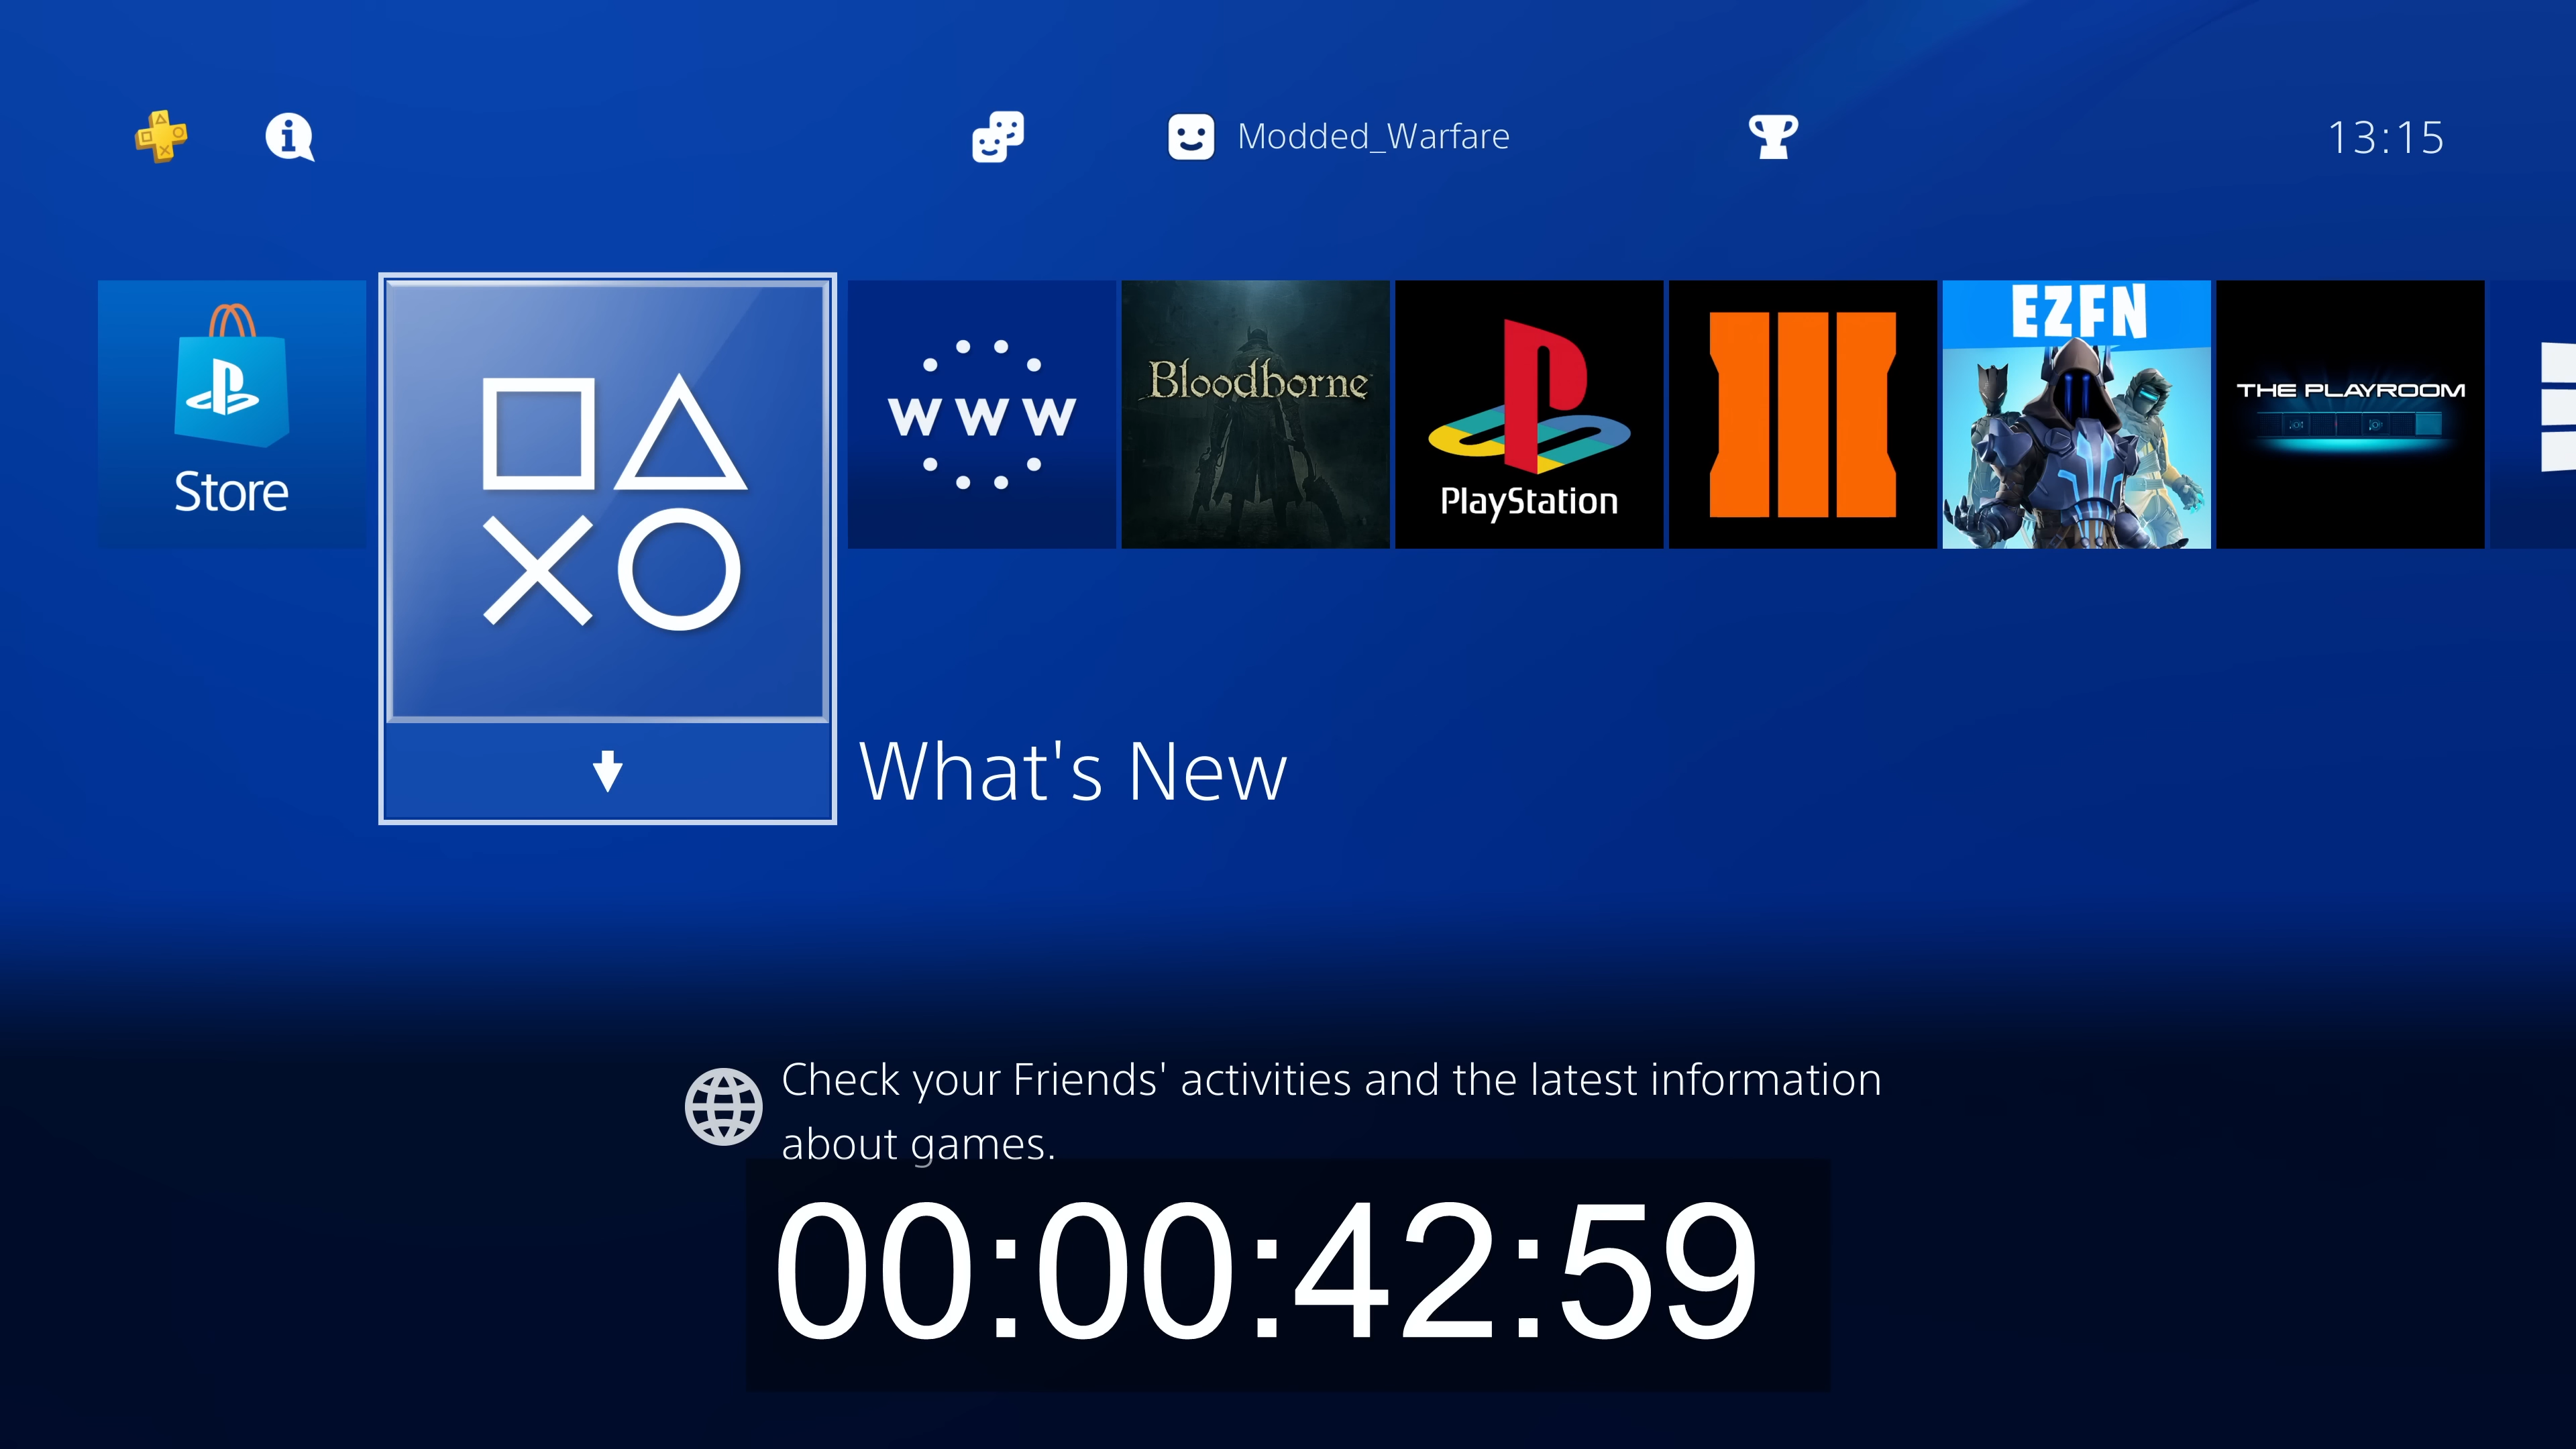 Modded_Warfare
13:15
Store
WWW
Bloodborne
PlayStation
III
EZFN
THE PLAYROOM
What's New
Check your Friends' activities and the latest information
about games.
00:00:42:59